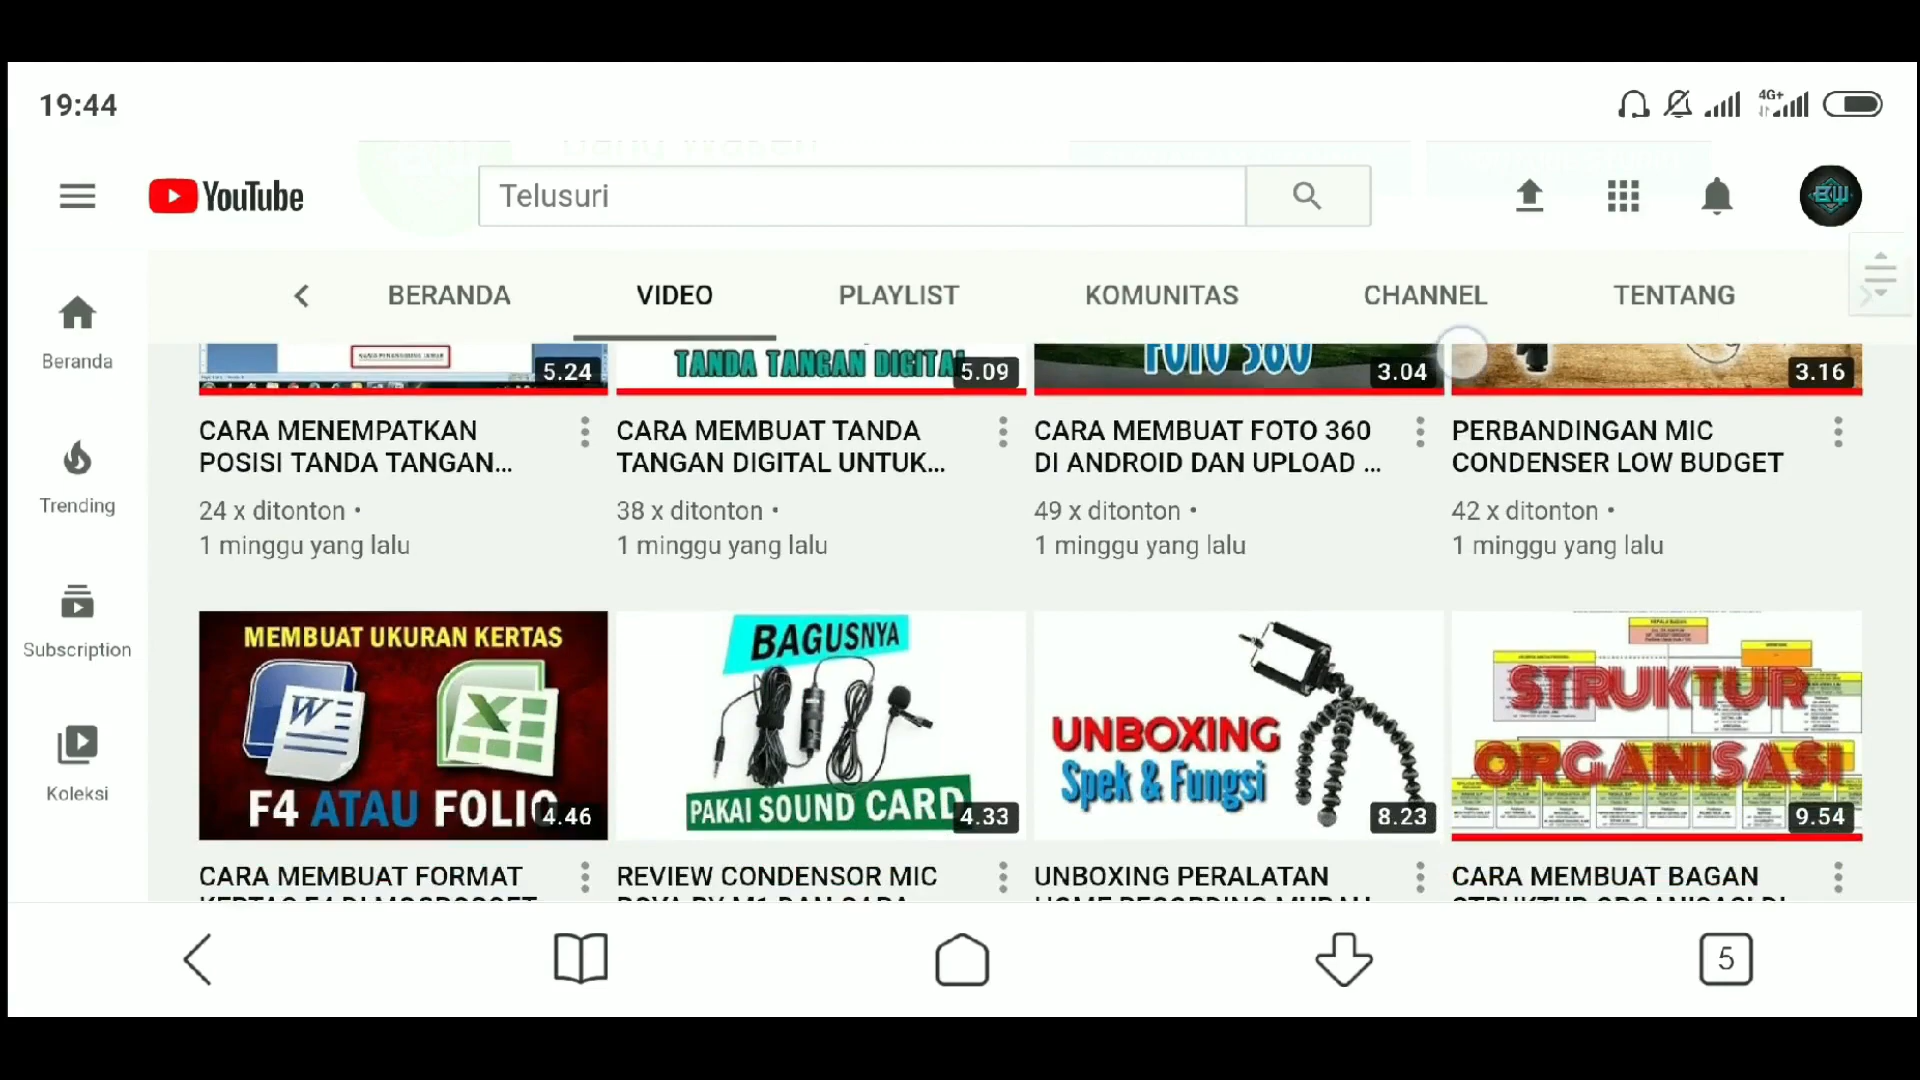 19:44
4G+
YouTube
Telusuri
BW
BERANDA
VIDEO
PLAYLIST
KOMUNITAS
CHANNEL
TENTANG
Beranda
Trending
Subscription
Koleksi
5.24
TANDA TANGAN DIGITAL
5.09
FOTO 360
3.04
3.16
CARA MENEMPATKAN
POSISI TANDA TANGAN...
24 x ditonton •
1 minggu yang lalu
CARA MEMBUAT TANDA
TANGAN DIGITAL UNTUK...
38 x ditonton •
1 minggu yang lalu
CARA MEMBUAT FOTO 360
DI ANDROID DAN UPLOAD ...
49 x ditonton •
1 minggu yang lalu
PERBANDINGAN MIC
CONDENSER LOW BUDGET
42 x ditonton •
1 minggu yang lalu
MEMBUAT UKURAN KERTAS
W
X
F4 ATAU FOLIO
4.46
BAGUSNYA
PAKAI SOUND CARD
4.33
UNBOXING
Spek & Fungsi
8.23
STRUKTUR
ORGANISASI
9.54
CARA MEMBUAT FORMAT
REVIEW CONDENSOR MIC
UNBOXING PERALATAN
CARA MEMBUAT BAGAN
5